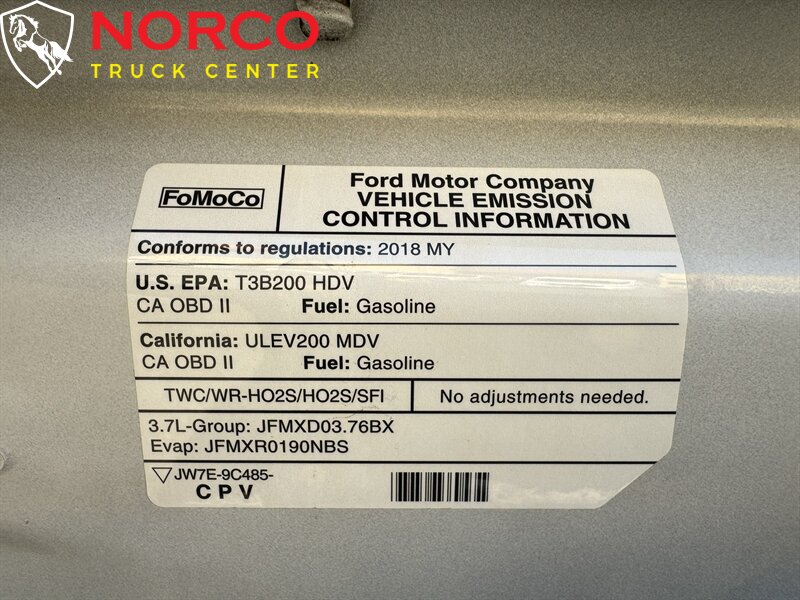 NORCO
TRUCK CENTER
FoMoCo
Ford Motor Company
VEHICLE EMISSION
CONTROL INFORMATION
Conforms to regulations: 2018 MY
U.S. EPA: T3B200 HDV
CA OBD II Fuel: Gasoline
California: ULEV200 MDV
CA OBD II Fuel: Gasoline
TWC/WR-HO2S/HO2S/SFI No adjustments needed.
3.7L-Group: JFMXD03.76BX
Evap: JFMXR0190NBS
JW7E-9C485-
CPV